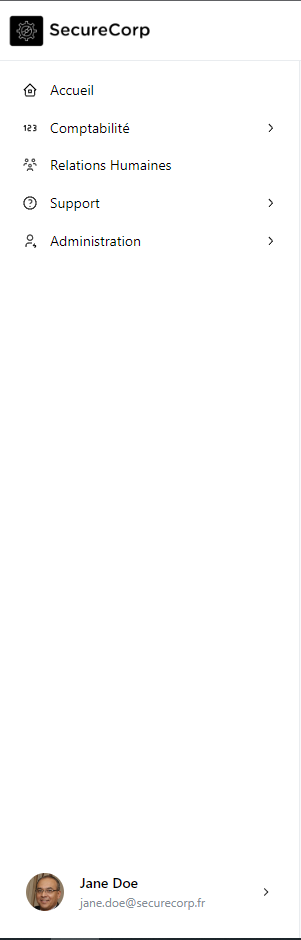 SecureCorp
Accueil
123 Comptabilité
Relations Humaines
Support
Administration
Jane Doe
jane.doe@securecorp.fr